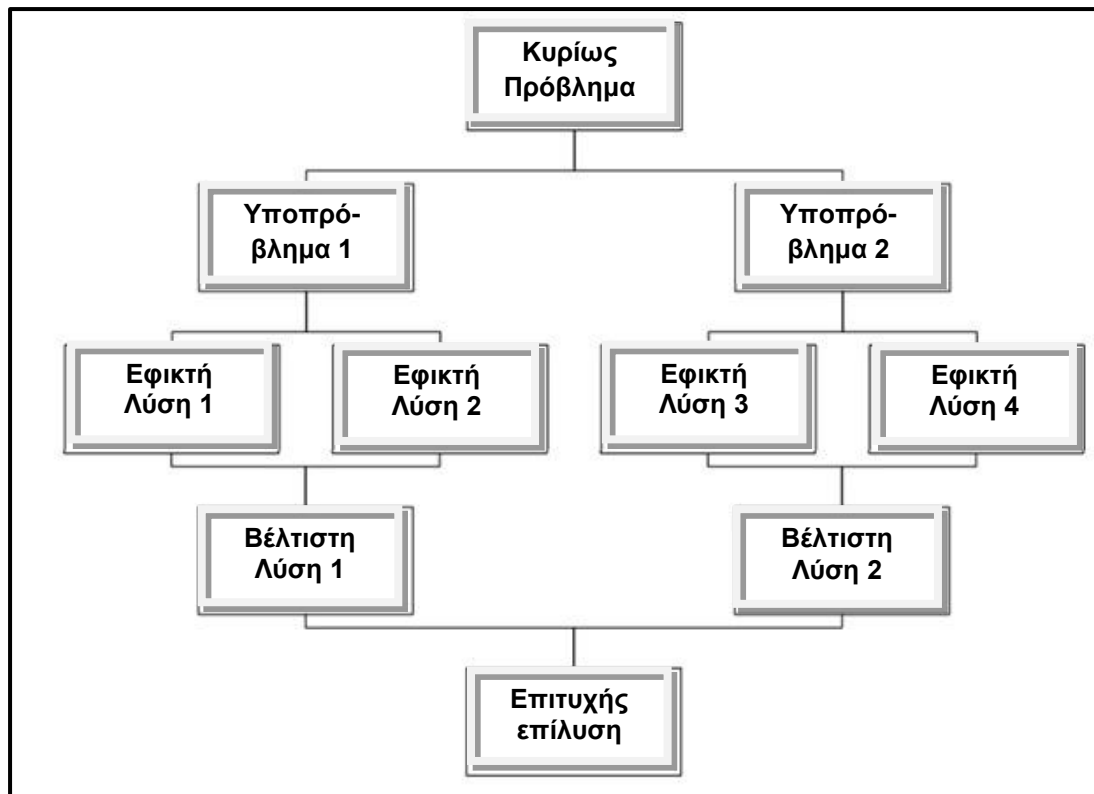 Κυρίως
Πρόβλημα
Υποπρό-
βλημα 1
Υποπρό-
βλημα 2
Εφικτή
Λύση 1
Εφικτή
Λύση 2
Εφικτή
Λύση 3
Εφικτή
Λύση 4
Βέλτιστη
Λύση 1
Βέλτιστη
Λύση 2
Επιτυχής
επίλυση